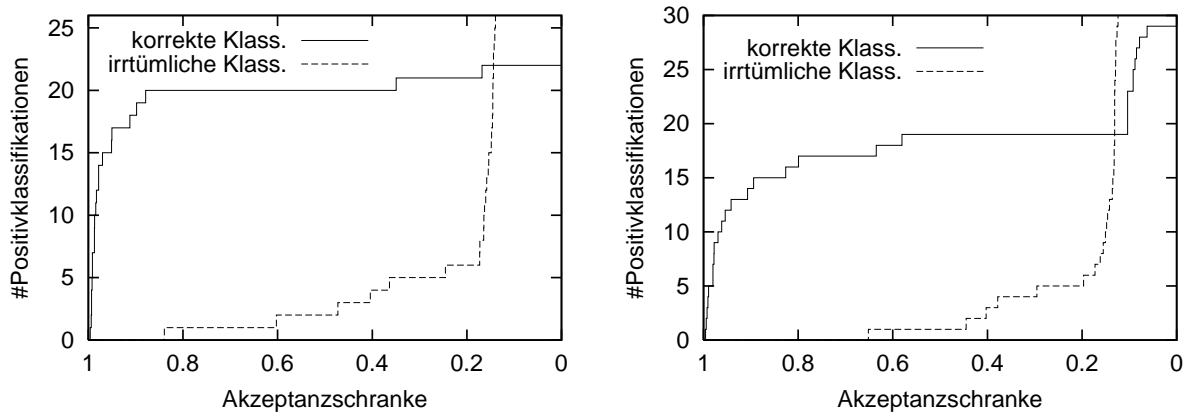 #Positivklassifikationen
25
20
15
10
5
0
korrekte Klass.
irrtümliche Klass.
1 0.8 0.6 0.4 0.2 0
Akzeptanzschranke
#Positivklassifikationen
30
25
20
15
10
5
0
korrekte Klass.
irrtümliche Klass.
1 0.8 0.6 0.4 0.2 0
Akzeptanzschranke